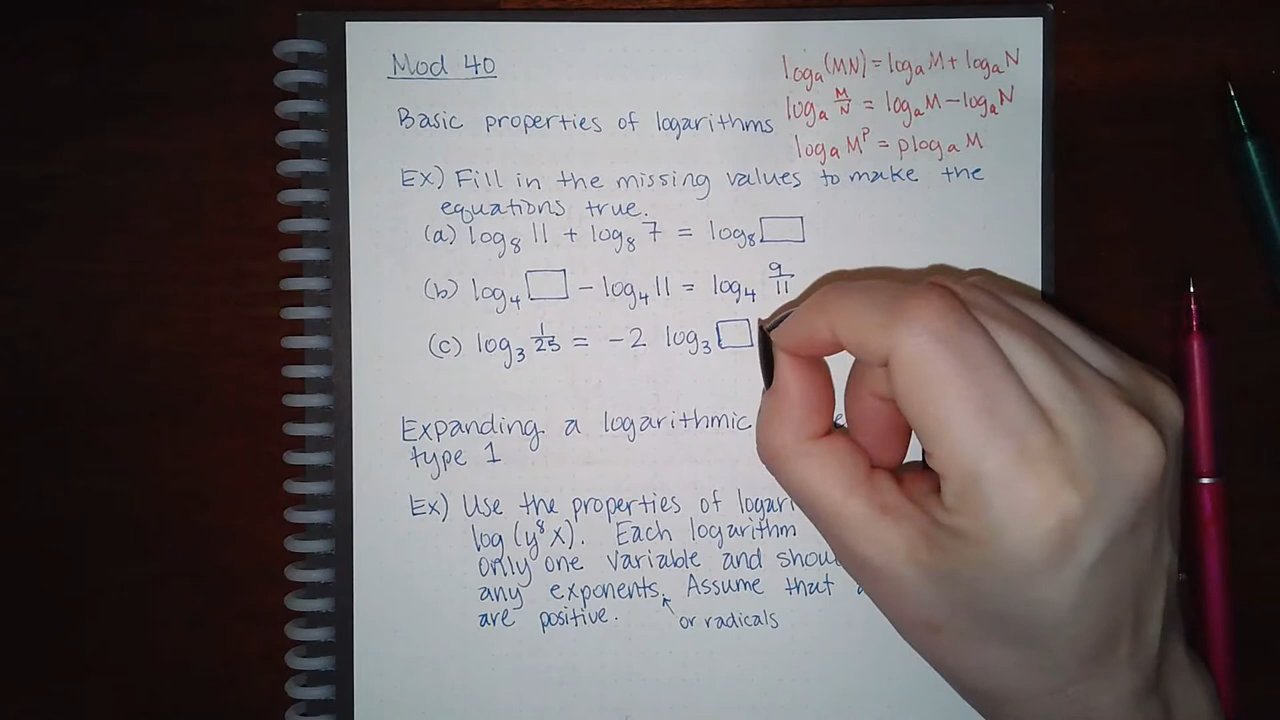 Mod 40
log_a(MN) = log_a M + log_a N
log_a M/N = log_a M - log_a N
log_a M^P = p log_a M
Basic properties of logarithms
Ex) Fill in the missing values to make the
equations true.
(a) log_8 11 + log_8 7 = log_8 □
(b) log_4 □ - log_4 11 = log_4 9/11
(c) log_3 1/25 = -2 log_3 □
Expanding a logarithmic
type 1
Ex) Use the properties of
log(y^8 x). Each logarithm
only one variable and
any exponents. Assume that
or radicals
are positive.